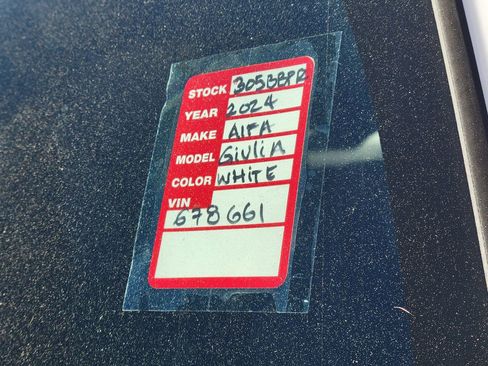 STOCK 305BBPR
YEAR 2024
MAKE AlFA
MODEL GiUliA
COLOR WHiTE
VIN
678661